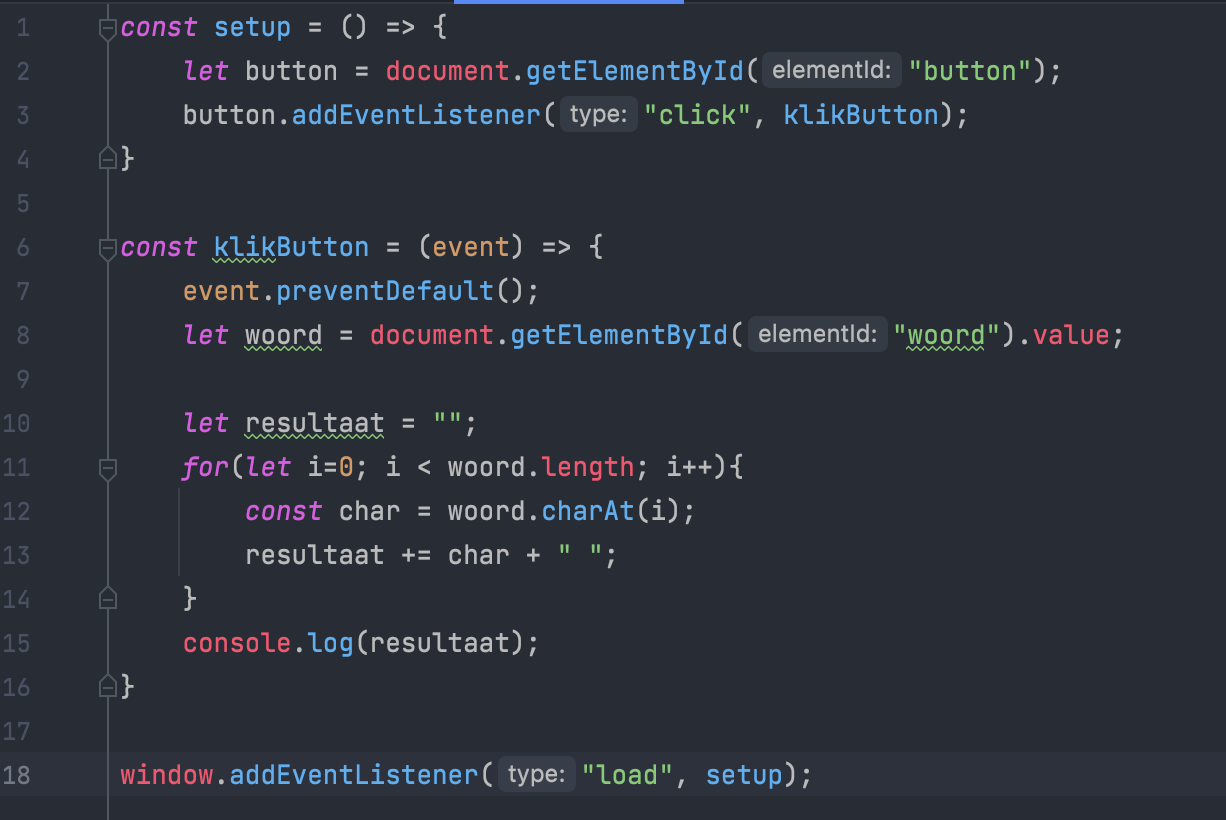 1 const setup = () => {
2 let button = document.getElementById( elementId: "button");
3 button.addEventListener( type: "click", klikButton);
4 }
5
6 const klikButton = (event) => {
7 event.preventDefault();
8 let woord = document.getElementById( elementId: "woord").value;
9
10 let resultaat = "";
11 for(let i=0; i < woord.length; i++){
12 const char = woord.charAt(i);
13 resultaat += char + " ";
14 }
15 console.log(resultaat);
16 }
17
18 window.addEventListener( type: "load", setup);